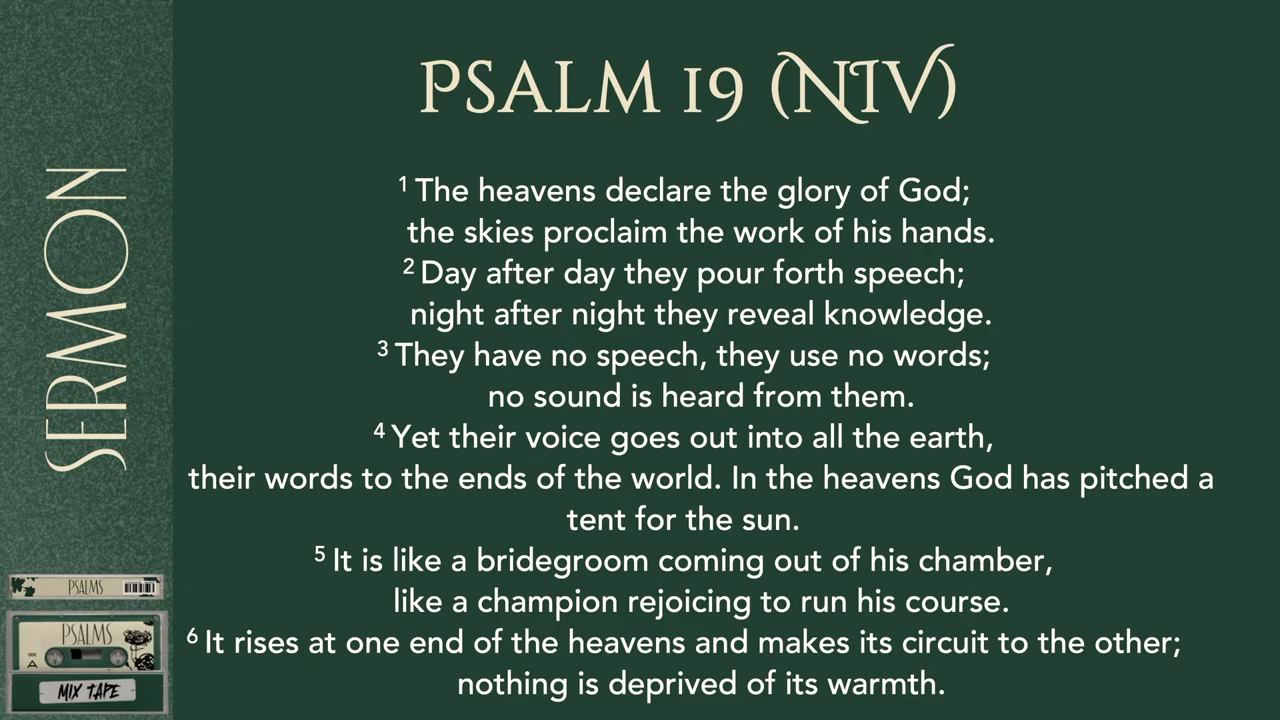 SERMON
PSALM 19 (NIV)
1 The heavens declare the glory of God;
the skies proclaim the work of his hands.
2 Day after day they pour forth speech;
night after night they reveal knowledge.
3 They have no speech, they use no words;
no sound is heard from them.
4 Yet their voice goes out into all the earth,
their words to the ends of the world. In the heavens God has pitched a
tent for the sun.
5 It is like a bridegroom coming out of his chamber,
like a champion rejoicing to run his course.
6 It rises at one end of the heavens and makes its circuit to the other;
nothing is deprived of its warmth.
PSALMS
PSALMS
SIDE
A
MIX TAPE